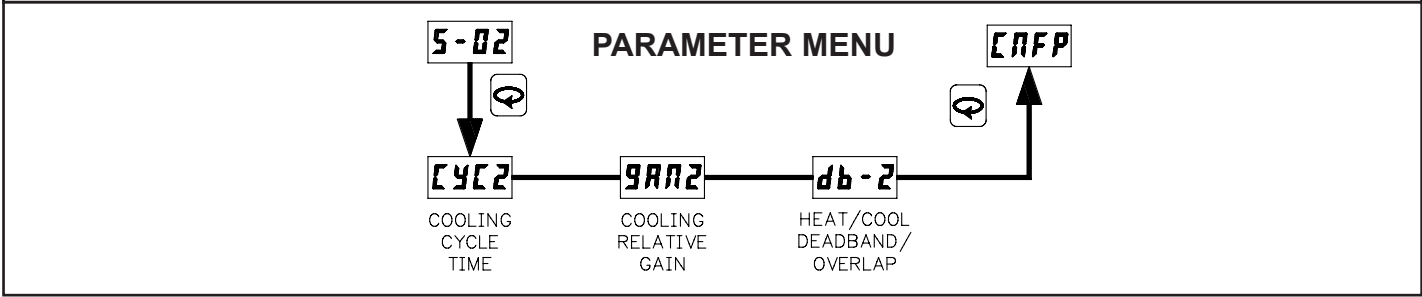 5-02
PARAMETER MENU
CNFP
CYC2
gAN2
db-2
COOLING
CYCLE
TIME
COOLING
RELATIVE
GAIN
HEAT/COOL
DEADBAND/
OVERLAP